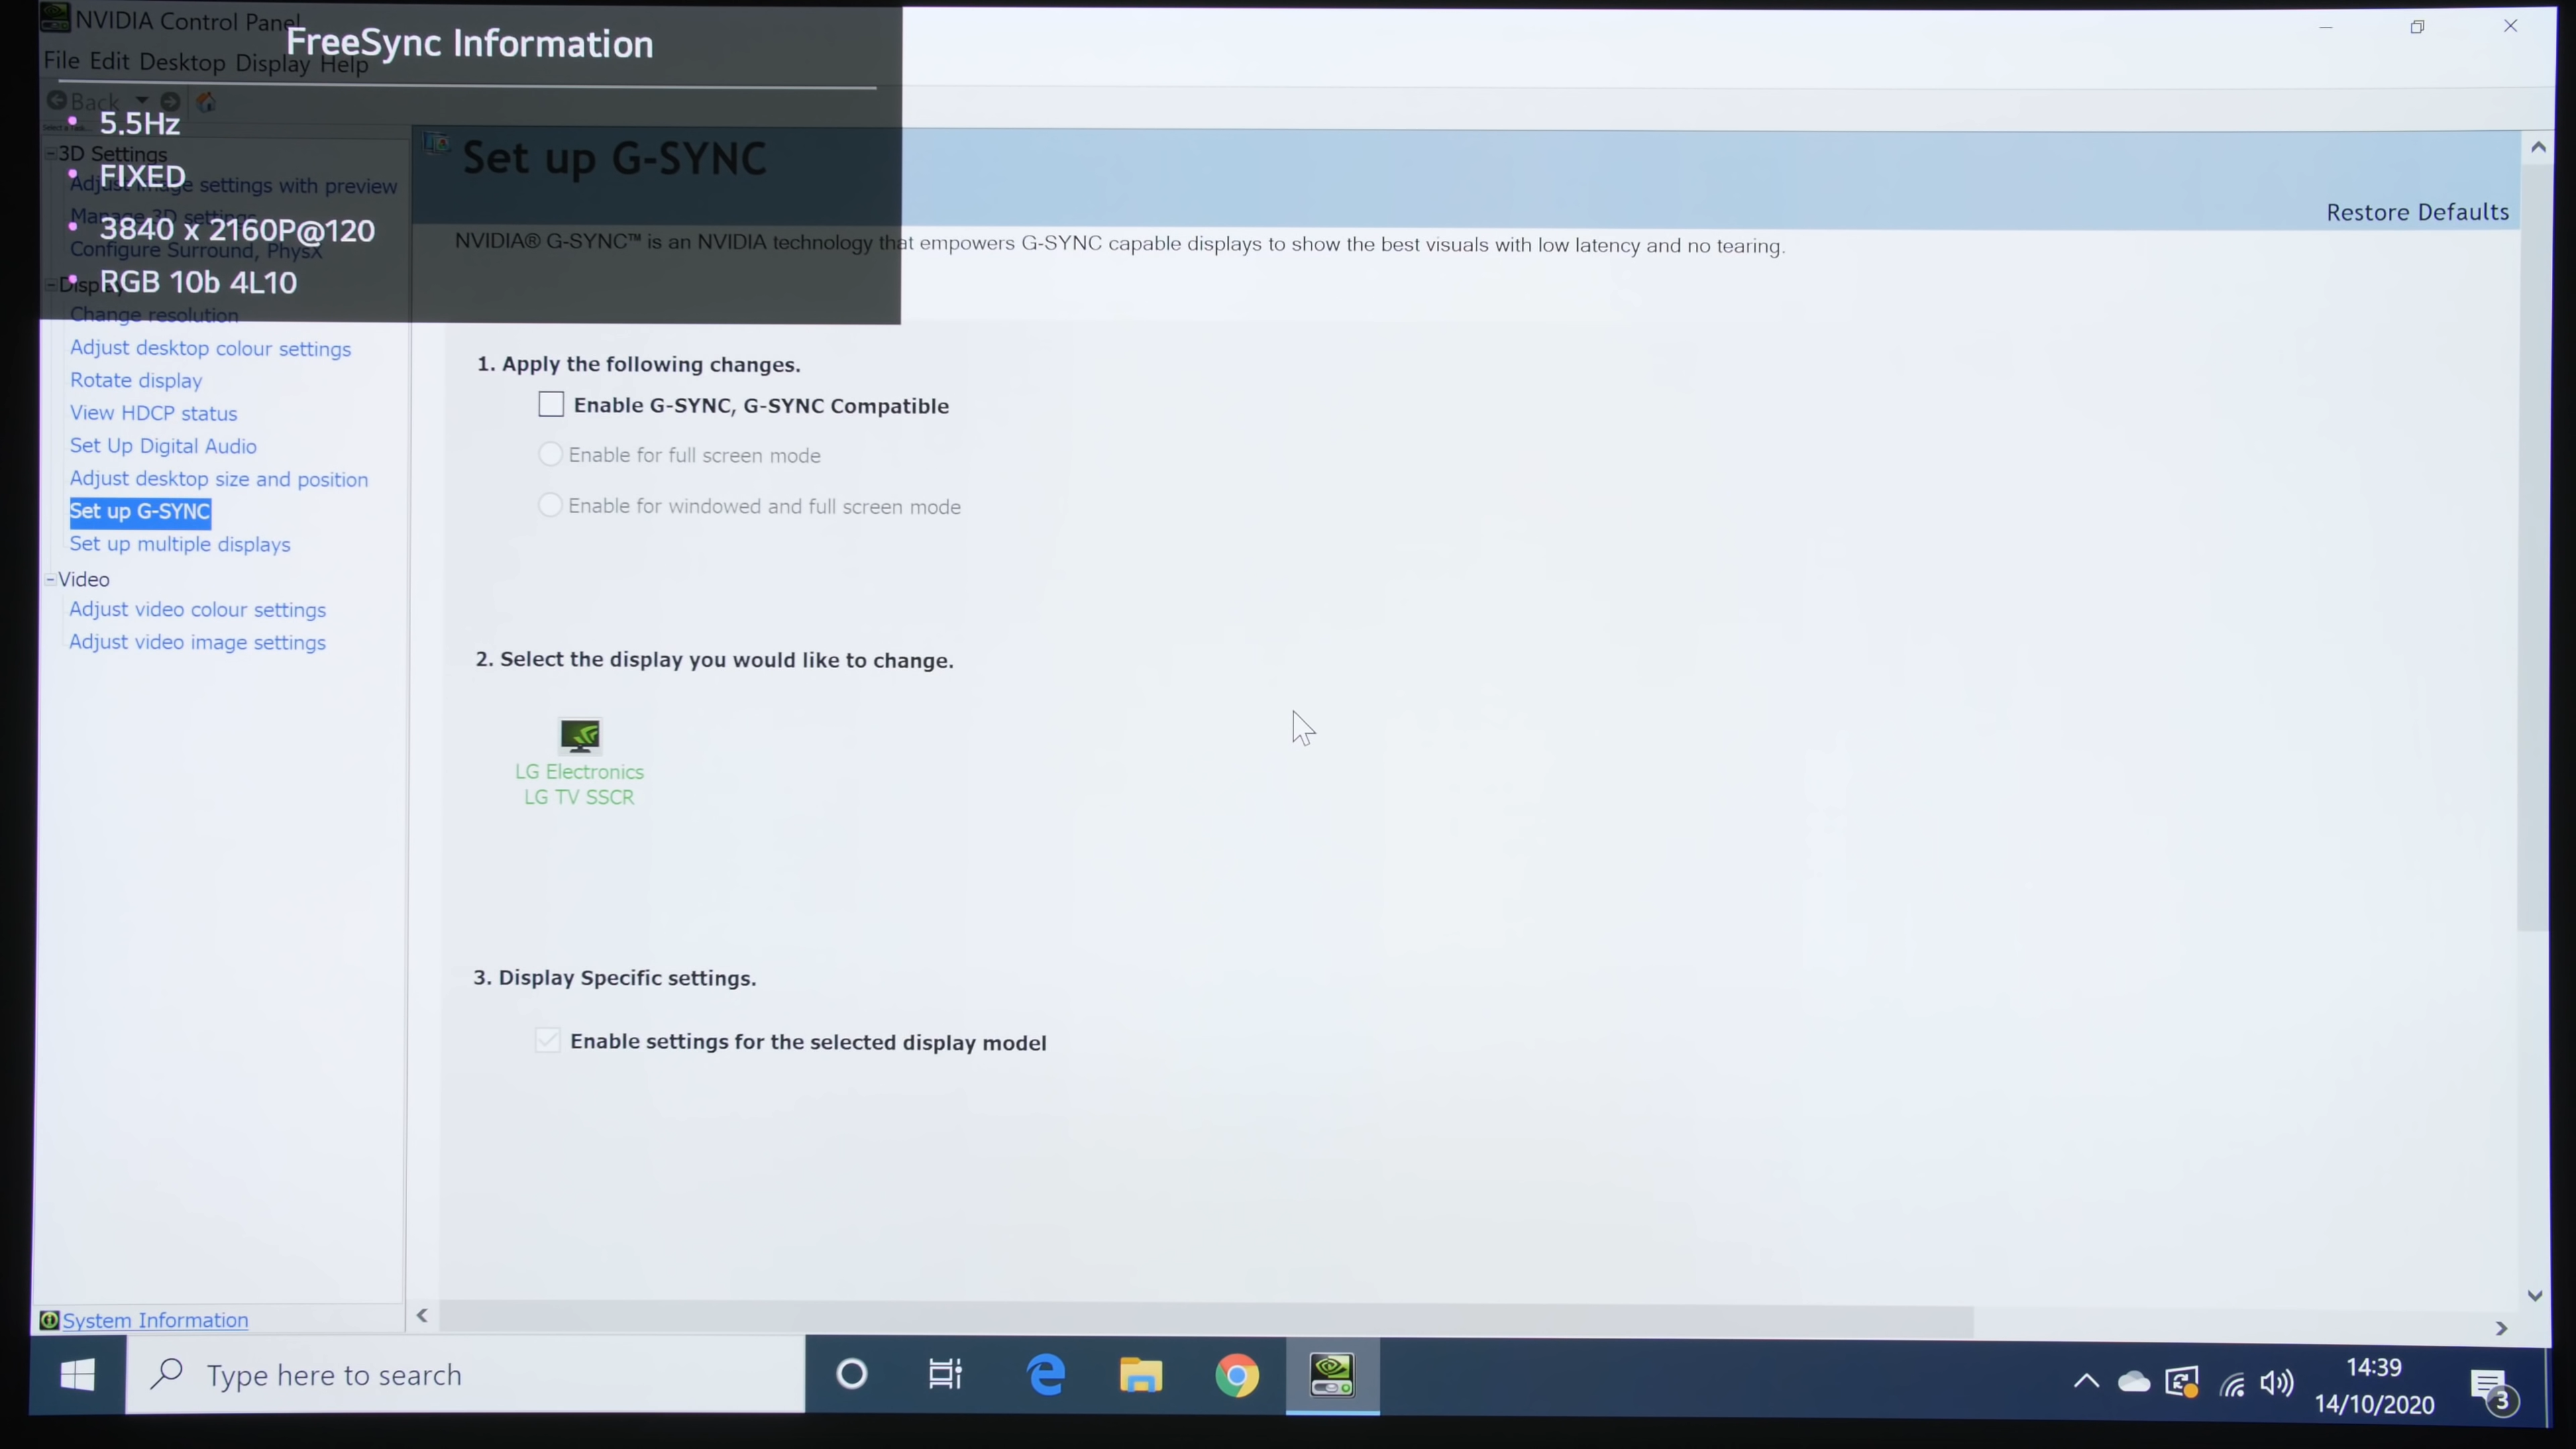 NVIDIA Control Panel
FreeSync Information
File Edit Desktop Display Help
Back
• 5.5Hz
• FIXED
• 3840 x 2160P@120
• RGB 10b 4L10
3D Settings
Adjust image settings with preview
Manage 3D settings
Configure Surround, PhysX
Display
Change resolution
Adjust desktop colour settings
Rotate display
View HDCP status
Set Up Digital Audio
Adjust desktop size and position
Set up G-SYNC
Set up multiple displays
Video
Adjust video colour settings
Adjust video image settings
System Information
Set up G-SYNC
Restore Defaults
NVIDIA® G-SYNC™ is an NVIDIA technology that empowers G-SYNC capable displays to show the best visuals with low latency and no tearing.
1. Apply the following changes.
Enable G-SYNC, G-SYNC Compatible
Enable for full screen mode
Enable for windowed and full screen mode
2. Select the display you would like to change.
LG Electronics
LG TV SSCR
3. Display Specific settings.
Enable settings for the selected display model
Type here to search
14:39
14/10/2020
3